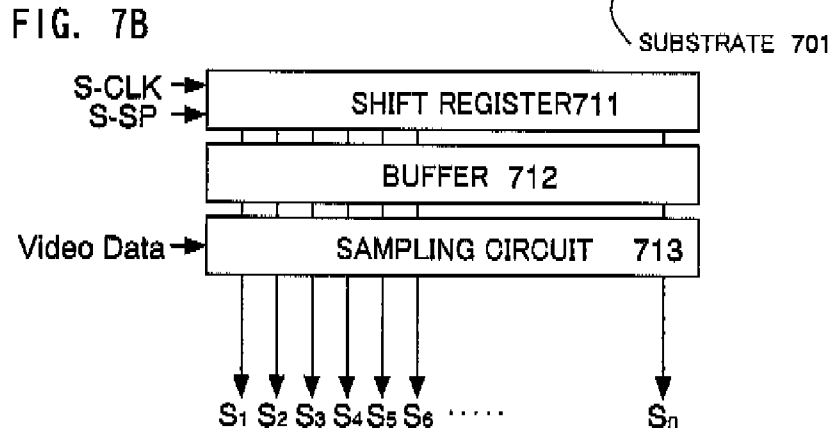 FIG. 7B
SUBSTRATE 701
S-CLK
S-SP
SHIFT REGISTER711
BUFFER 712
Video Data
SAMPLING CIRCUIT 713
S1 S2 S3 S4 S5 S6 ····· Sn